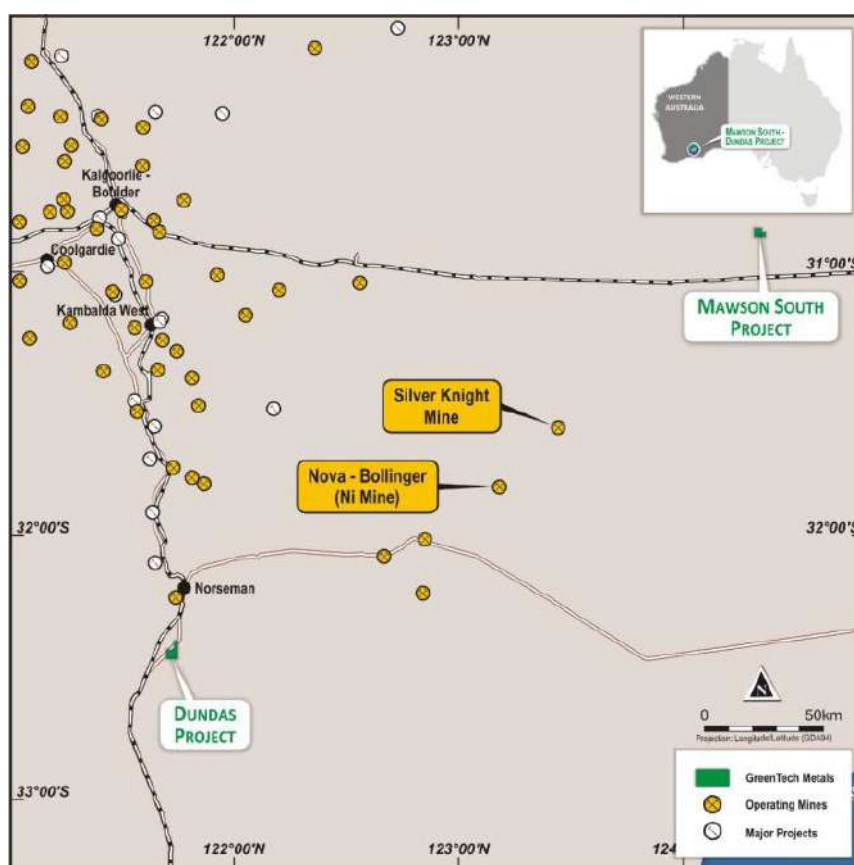 122°00'N
123°00'N
WESTERN
AUSTRALIA
MAWSON SOUTH -
DUNDAS PROJECT
Kalgoorlie -
Boulder
Coolgardie
31°00'S
31°00'S
MAWSON SOUTH
PROJECT
Kambalda West
Silver Knight
Mine
Nova - Bollinger
(Ni Mine)
32°00'S
32°00'S
Norseman
DUNDAS
PROJECT
N
0 50km
Projection: Longitude/Latitude (GDA94)
GreenTech Metals
Operating Mines
Major Projects
33°00'S
122°00'N
123°00'N
124